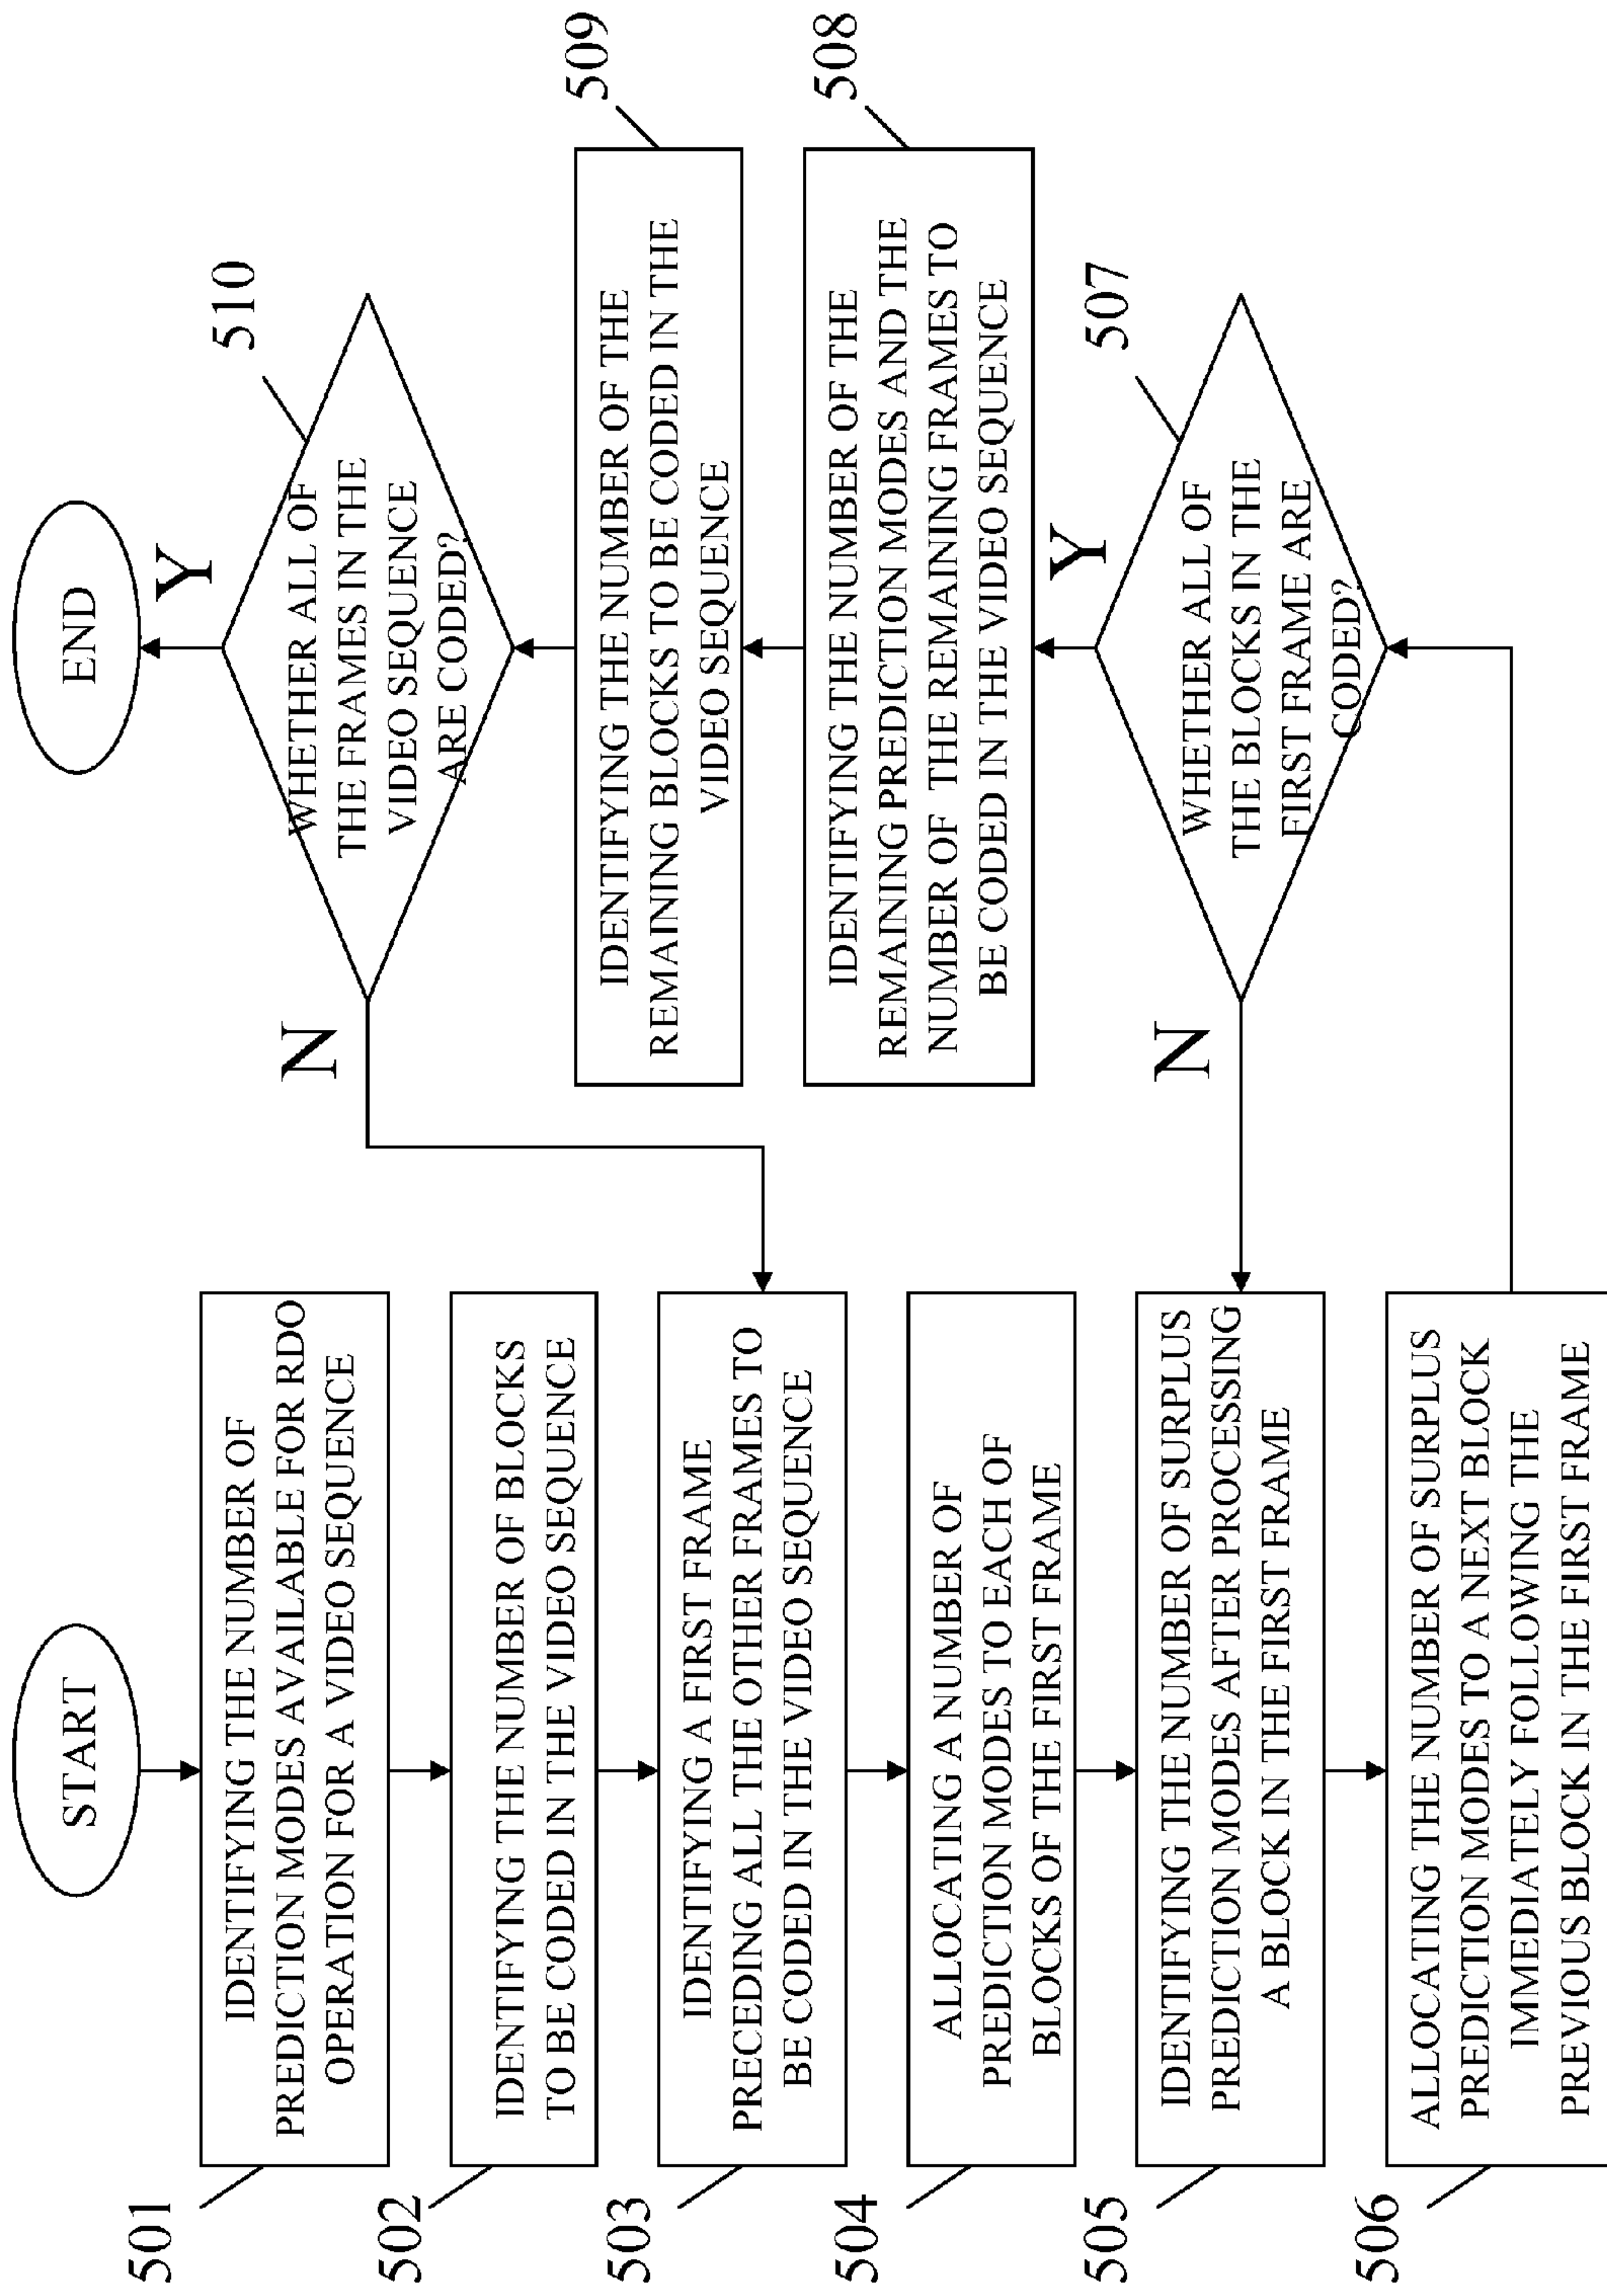 START
501
IDENTIFYING THE NUMBER OF
PREDICTION MODES AVAILABLE FOR RDO
OPERATION FOR A VIDEO SEQUENCE
502
IDENTIFYING THE NUMBER OF BLOCKS
TO BE CODED IN THE VIDEO SEQUENCE
503
IDENTIFYING A FIRST FRAME
PRECEDING ALL THE OTHER FRAMES TO
BE CODED IN THE VIDEO SEQUENCE
504
ALLOCATING A NUMBER OF
PREDICTION MODES TO EACH OF
BLOCKS OF THE FIRST FRAME
505
IDENTIFYING THE NUMBER OF SURPLUS
PREDICTION MODES AFTER PROCESSING
A BLOCK IN THE FIRST FRAME
506
ALLOCATING THE NUMBER OF SURPLUS
PREDICTION MODES TO A NEXT BLOCK
IMMEDIATELY FOLLOWING THE
PREVIOUS BLOCK IN THE FIRST FRAME
END
Y
510
WHETHER ALL OF
THE FRAMES IN THE
VIDEO SEQUENCE
ARE CODED?
N
509
IDENTIFYING THE NUMBER OF THE
REMAINING BLOCKS TO BE CODED IN THE
VIDEO SEQUENCE
508
IDENTIFYING THE NUMBER OF THE
REMAINING PREDICTION MODES AND THE
NUMBER OF THE REMAINING FRAMES TO
BE CODED IN THE VIDEO SEQUENCE
Y
507
WHETHER ALL OF
THE BLOCKS IN THE
FIRST FRAME ARE
CODED?
N